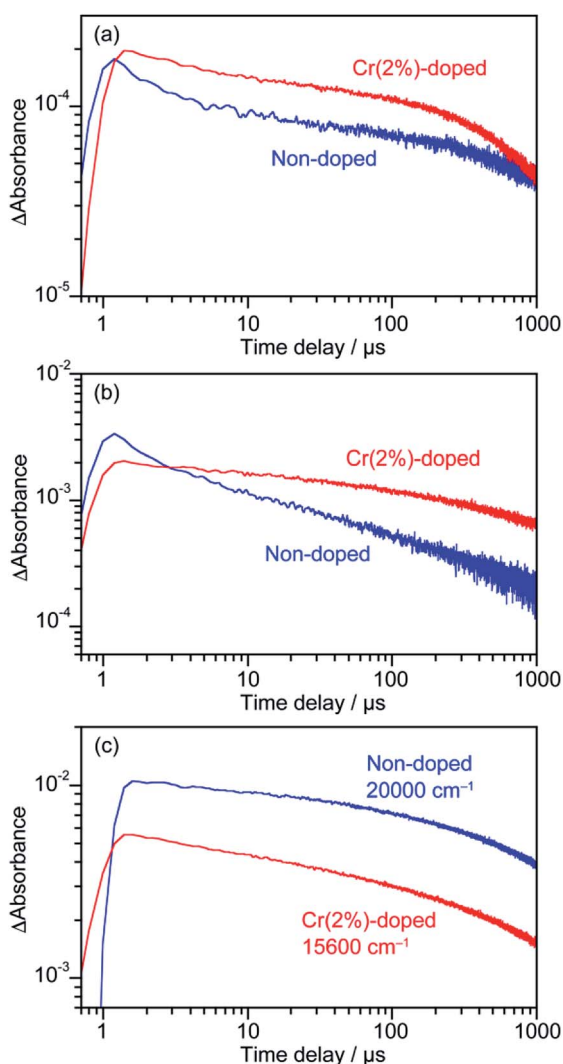 (a)
Cr(2%)-doped
Non-doped
ΔAbsorbance
10⁻⁴
10⁻⁵
1
10
100
1000
Time delay / µs
(b)
Cr(2%)-doped
Non-doped
ΔAbsorbance
10⁻²
10⁻³
10⁻⁴
1
10
100
1000
Time delay / µs
(c)
Non-doped
20000 cm⁻¹
Cr(2%)-doped
15600 cm⁻¹
ΔAbsorbance
10⁻²
10⁻³
1
10
100
1000
Time delay / µs